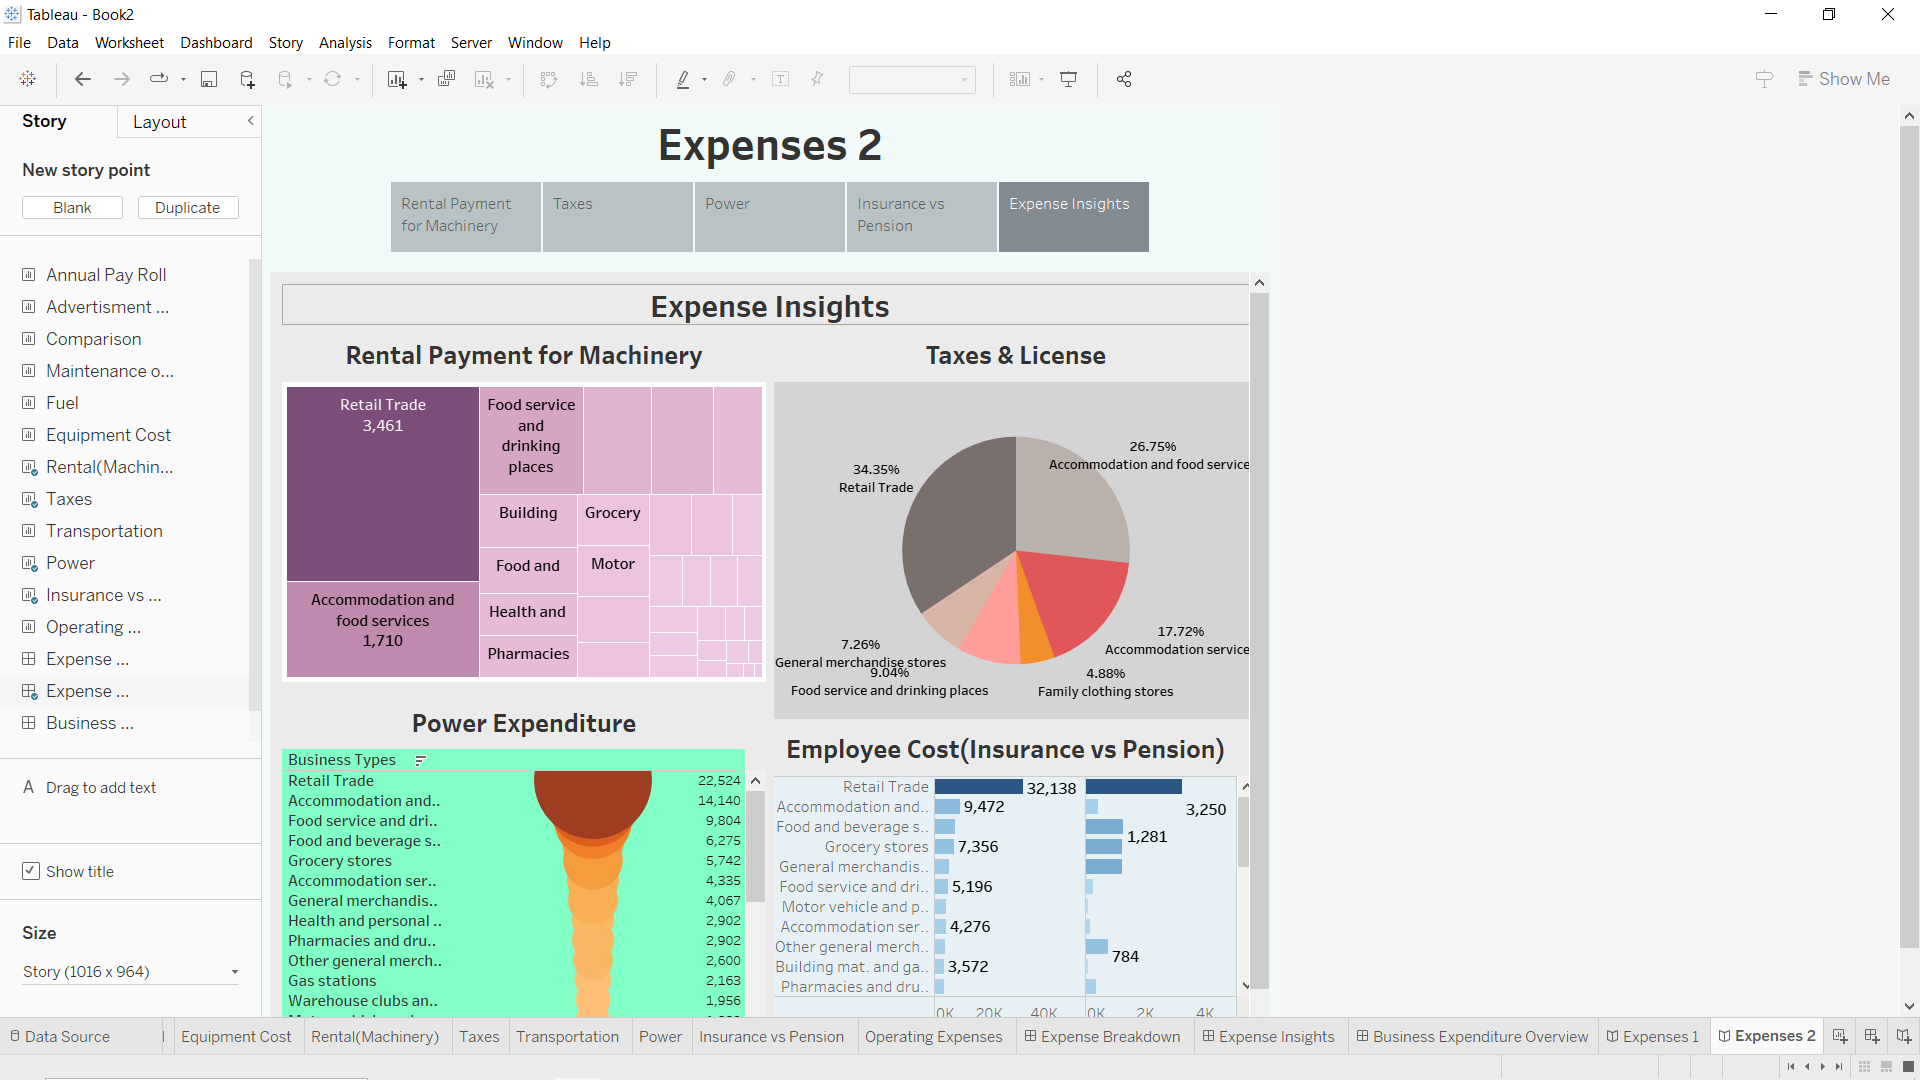 Tableau - Book2
File Data Worksheet Dashboard Story Analysis Format Server Window Help
Show Me
Story Layout
New story point
Blank Duplicate
Annual Pay Roll
Advertisment ...
Comparison
Maintenance o...
Fuel
Equipment Cost
Rental(Machin...
Taxes
Transportation
Power
Insurance vs ...
Operating ...
Expense ...
Expense ...
Business ...
A Drag to add text
Show title
Size
Story (1016 x 964)
Expenses 2
Rental Payment
for Machinery
Taxes
Power
Insurance vs
Pension
Expense Insights
Expense Insights
Rental Payment for Machinery
Retail Trade
3,461
Food service
and
drinking
places
Building
Grocery
Food and
Motor
Health and
Pharmacies
Accommodation and
food services
1,710
Taxes & License
26.75%
Accommodation and food service
34.35%
Retail Trade
17.72%
Accommodation service
7.26%
General merchandise stores
9.04%
Food service and drinking places
4.88%
Family clothing stores
Power Expenditure
Business Types
Retail Trade 22,524
Accommodation and.. 14,140
Food service and dri.. 9,804
Food and beverage s.. 6,275
Grocery stores 5,742
Accommodation ser.. 4,335
General merchandis.. 4,067
Health and personal .. 2,902
Pharmacies and dru.. 2,902
Other general merch.. 2,600
Gas stations 2,163
Warehouse clubs an.. 1,956
Employee Cost(Insurance vs Pension)
Retail Trade 32,138
Accommodation and.. 9,472 3,250
Food and beverage s.. 1,281
Grocery stores 7,356
General merchandis..
Food service and dri.. 5,196
Motor vehicle and p..
Accommodation ser.. 4,276
Other general merch.. 784
Building mat. and ga.. 3,572
Pharmacies and dru..
0K 20K 40K 0K 2K 4K
Data Source Equipment Cost Rental(Machinery) Taxes Transportation Power Insurance vs Pension Operating Expenses Expense Breakdown Expense Insights Business Expenditure Overview Expenses 1 Expenses 2